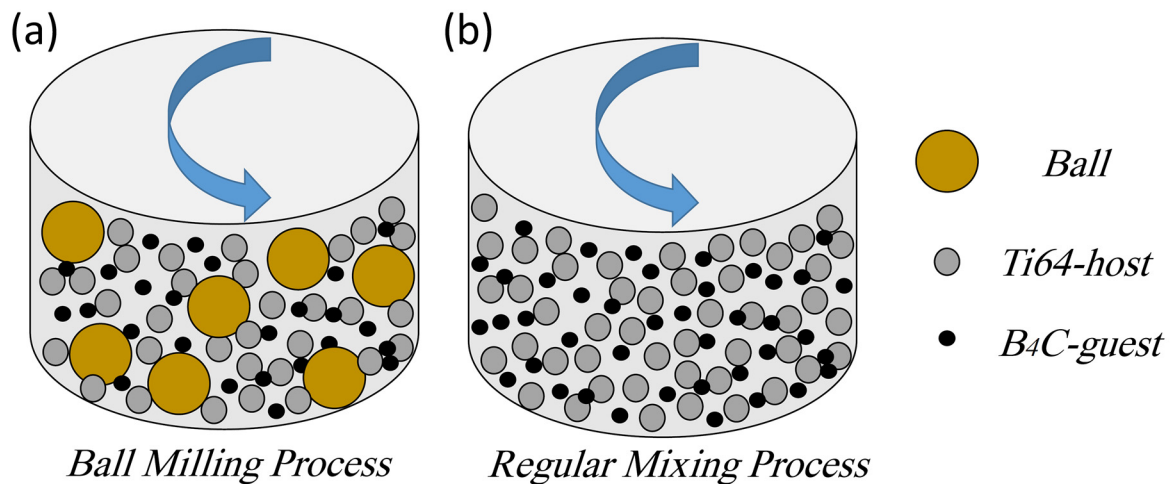 (a)
(b)
Ball
Ti64-host
B₄C-guest
Ball Milling Process
Regular Mixing Process